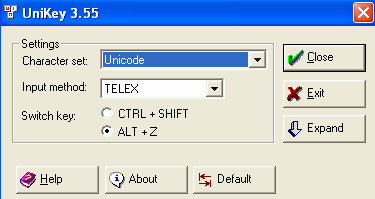 UniKey 3.55
Settings
Character set: Unicode
Close
Input method: TELEX
Exit
Switch key: CTRL + SHIFT
ALT + Z
Expand
Help
About
Default